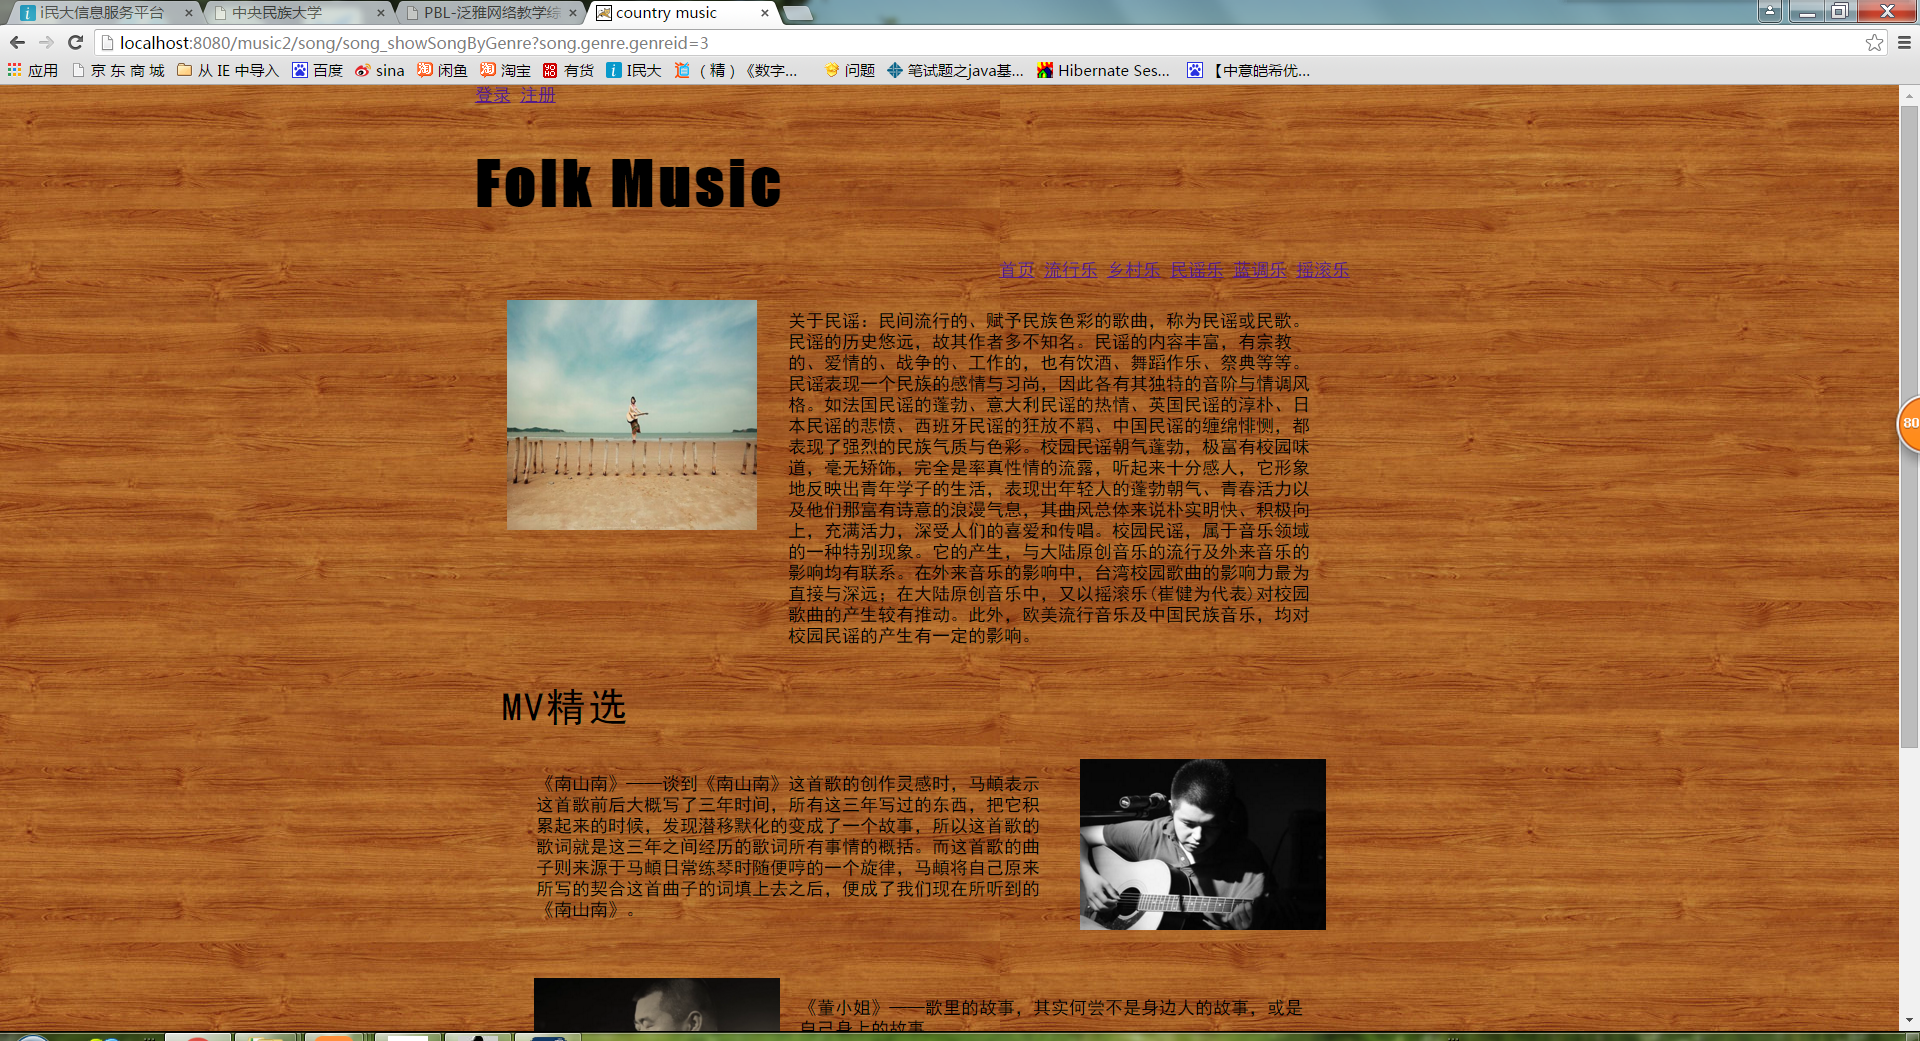 i民大信息服务平台
中央民族大学
PBL-泛雅网络教学综
country music
localhost:8080/music2/song/song_showSongByGenre?song.genre.genreid=3
应用 京 东 商 城 从 IE 中导入 百度 sina 闲鱼 淘宝 有货 I民大 （精）《数字... 问题 笔试题之java基... Hibernate Ses... 【中意皑希优...
登录 注册
Folk Music
首页 流行乐 乡村乐 民谣乐 蓝调乐 摇滚乐
关于民谣：民间流行的、赋予民族色彩的歌曲，称为民谣或民歌。
民谣的历史悠远，故其作者多不知名。民谣的内容丰富，有宗教
的、爱情的、战争的、工作的，也有饮酒、舞蹈作乐、祭典等等。
民谣表现一个民族的感情与习尚，因此各有其独特的音阶与情调风
格。如法国民谣的蓬勃、意大利民谣的热情、英国民谣的淳朴、日
本民谣的悲愤、西班牙民谣的狂放不羁、中国民谣的缠绵悱恻，都
表现了强烈的民族气质与色彩。校园民谣朝气蓬勃，极富有校园味
道，毫无矫饰，完全是率真性情的流露，听起来十分感人，它形象
地反映出青年学子的生活，表现出年轻人的蓬勃朝气、青春活力以
及他们那富有诗意的浪漫气息，其曲风总体来说朴实明快、积极向
上，充满活力，深受人们的喜爱和传唱。校园民谣，属于音乐领域
的一种特别现象。它的产生，与大陆原创音乐的流行及外来音乐的
影响均有联系。在外来音乐的影响中，台湾校园歌曲的影响力最为
直接与深远；在大陆原创音乐中，又以摇滚乐(崔健为代表)对校园
歌曲的产生较有推动。此外，欧美流行音乐及中国民族音乐，均对
校园民谣的产生有一定的影响。
80
MV精选
《南山南》——谈到《南山南》这首歌的创作灵感时，马頔表示
这首歌前后大概写了三年时间，所有这三年写过的东西，把它积
累起来的时候，发现潜移默化的变成了一个故事，所以这首歌的
歌词就是这三年之间经历的歌词所有事情的概括。而这首歌的曲
子则来源于马頔日常练琴时随便哼的一个旋律，马頔将自己原来
所写的契合这首曲子的词填上去之后，便成了我们现在所听到的
《南山南》。
《董小姐》——歌里的故事，其实何尝不是身边人的故事，或是
自己身上的故事